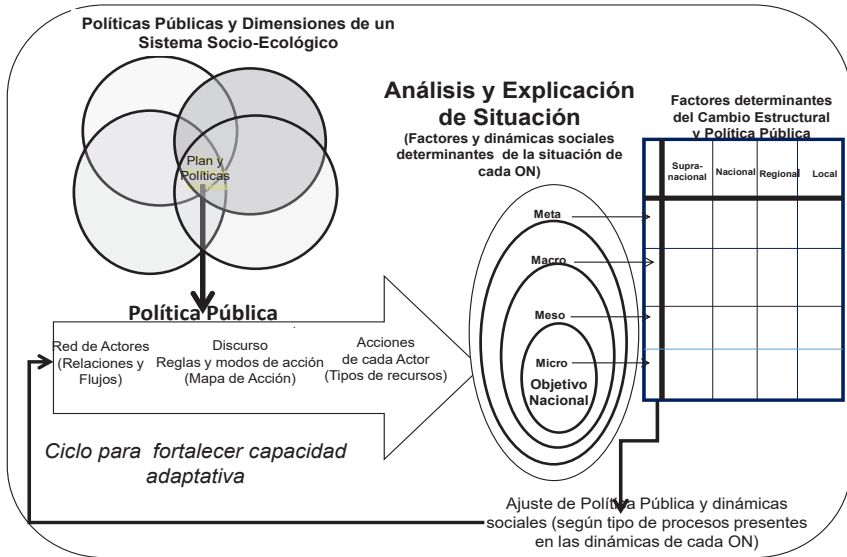 Políticas Públicas y Dimensiones de un
Sistema Socio-Ecológico
Plan y
Políticas
Política Pública
Red de Actores
(Relaciones y
Flujos)
Discurso
Reglas y modos de acción
(Mapa de Acción)
Acciones
de cada Actor
(Tipos de recursos)
Ciclo para fortalecer capacidad
adaptativa
Análisis y Explicación
de Situación
(Factores y dinámicas sociales
determinantes de la situación de
cada ON)
Meta
Macro
Meso
Micro
Objetivo
Nacional
Factores determinantes
del Cambio Estructural
y Política Pública
Supra-
nacional
Nacional
Regional
Local
Ajuste de Política Pública y dinámicas
sociales (según tipo de procesos presentes
en las dinámicas de cada ON)